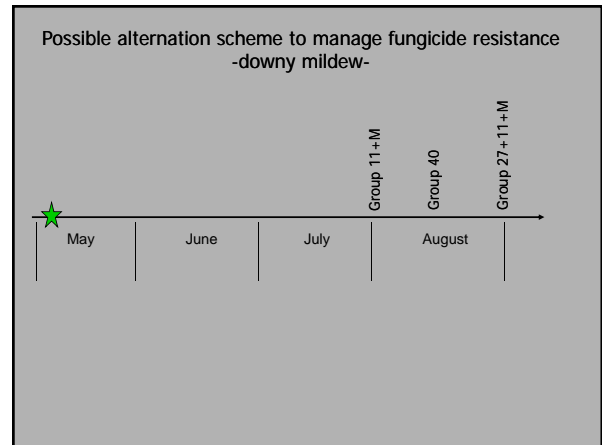 Possible alternation scheme to manage fungicide resistance
-downy mildew-
Group 11+M
Group 40
Group 27+11+M
May
June
July
August